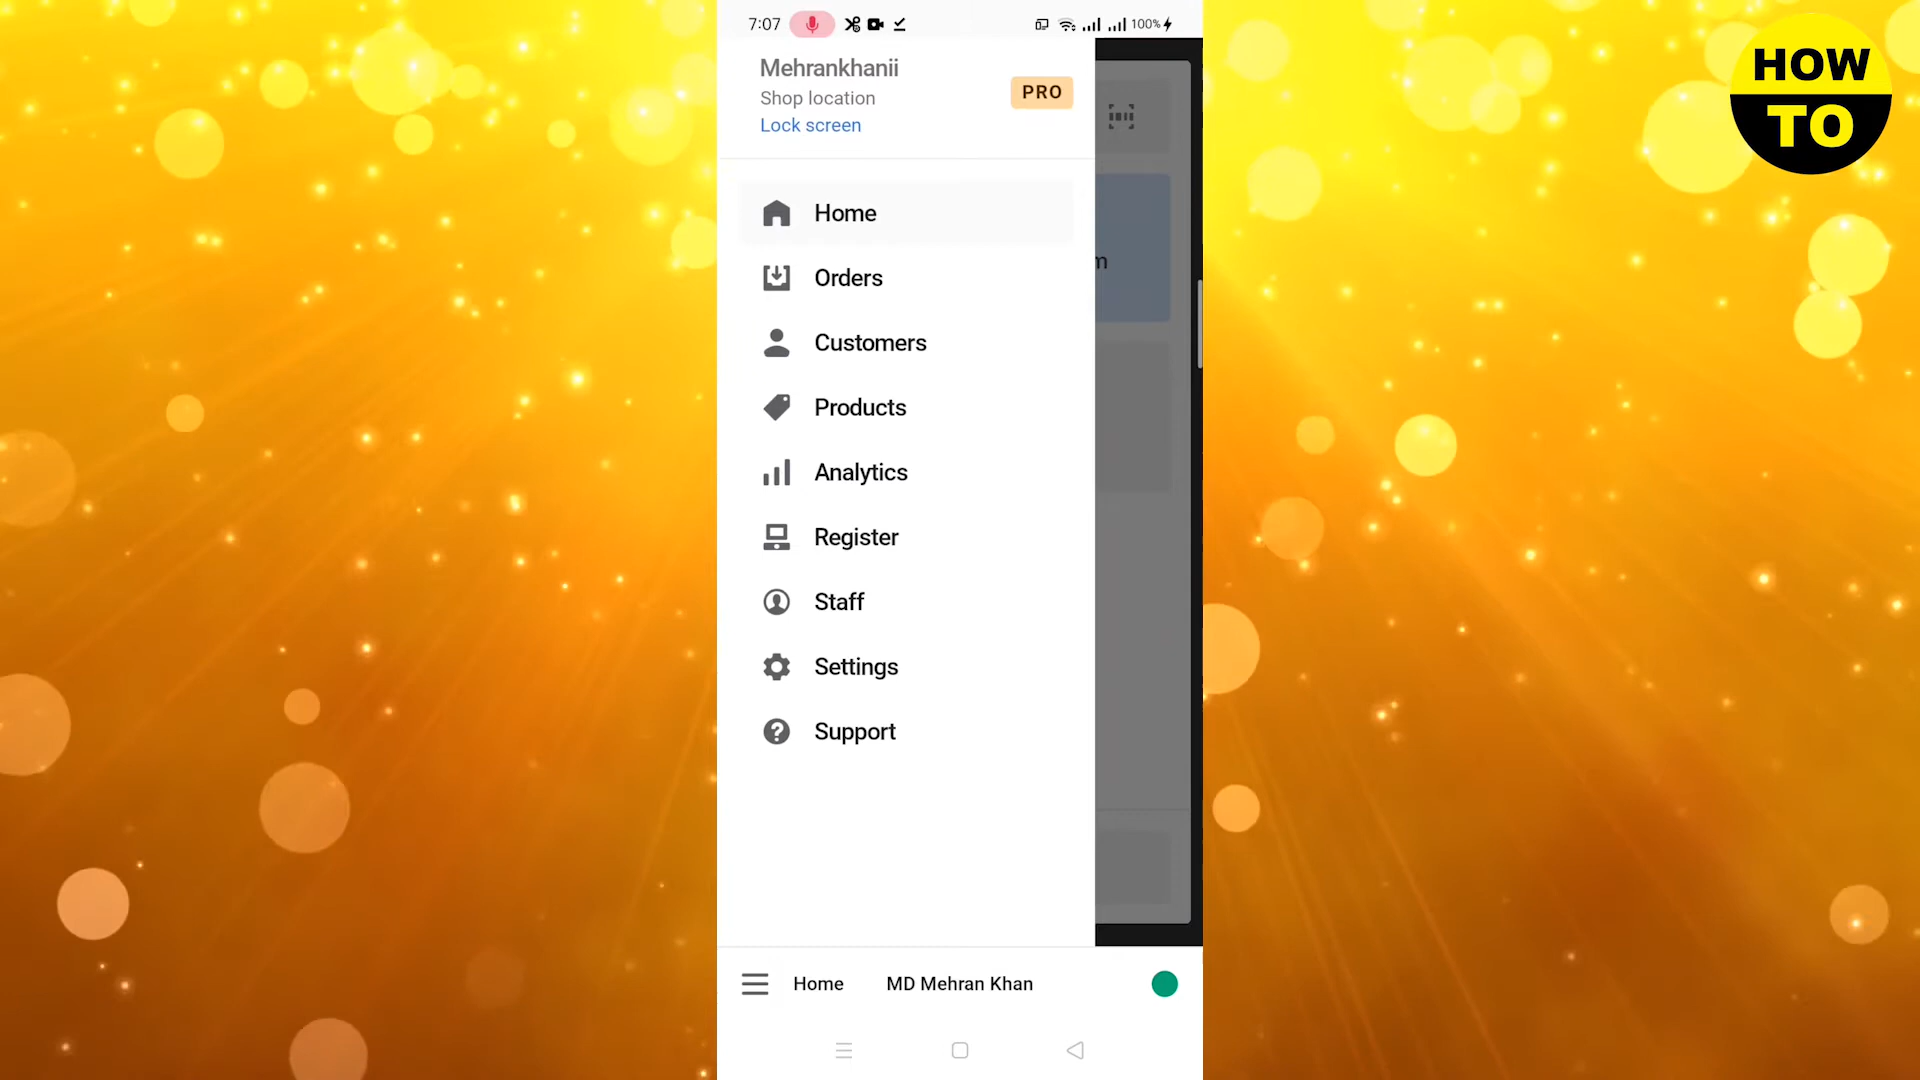 7:07 100%
Mehrankhanii
Shop location
Lock screen
PRO
Home
Orders
Customers
Products
Analytics
Register
Staff
Settings
Support
m
Home MD Mehran Khan
HOW
TO